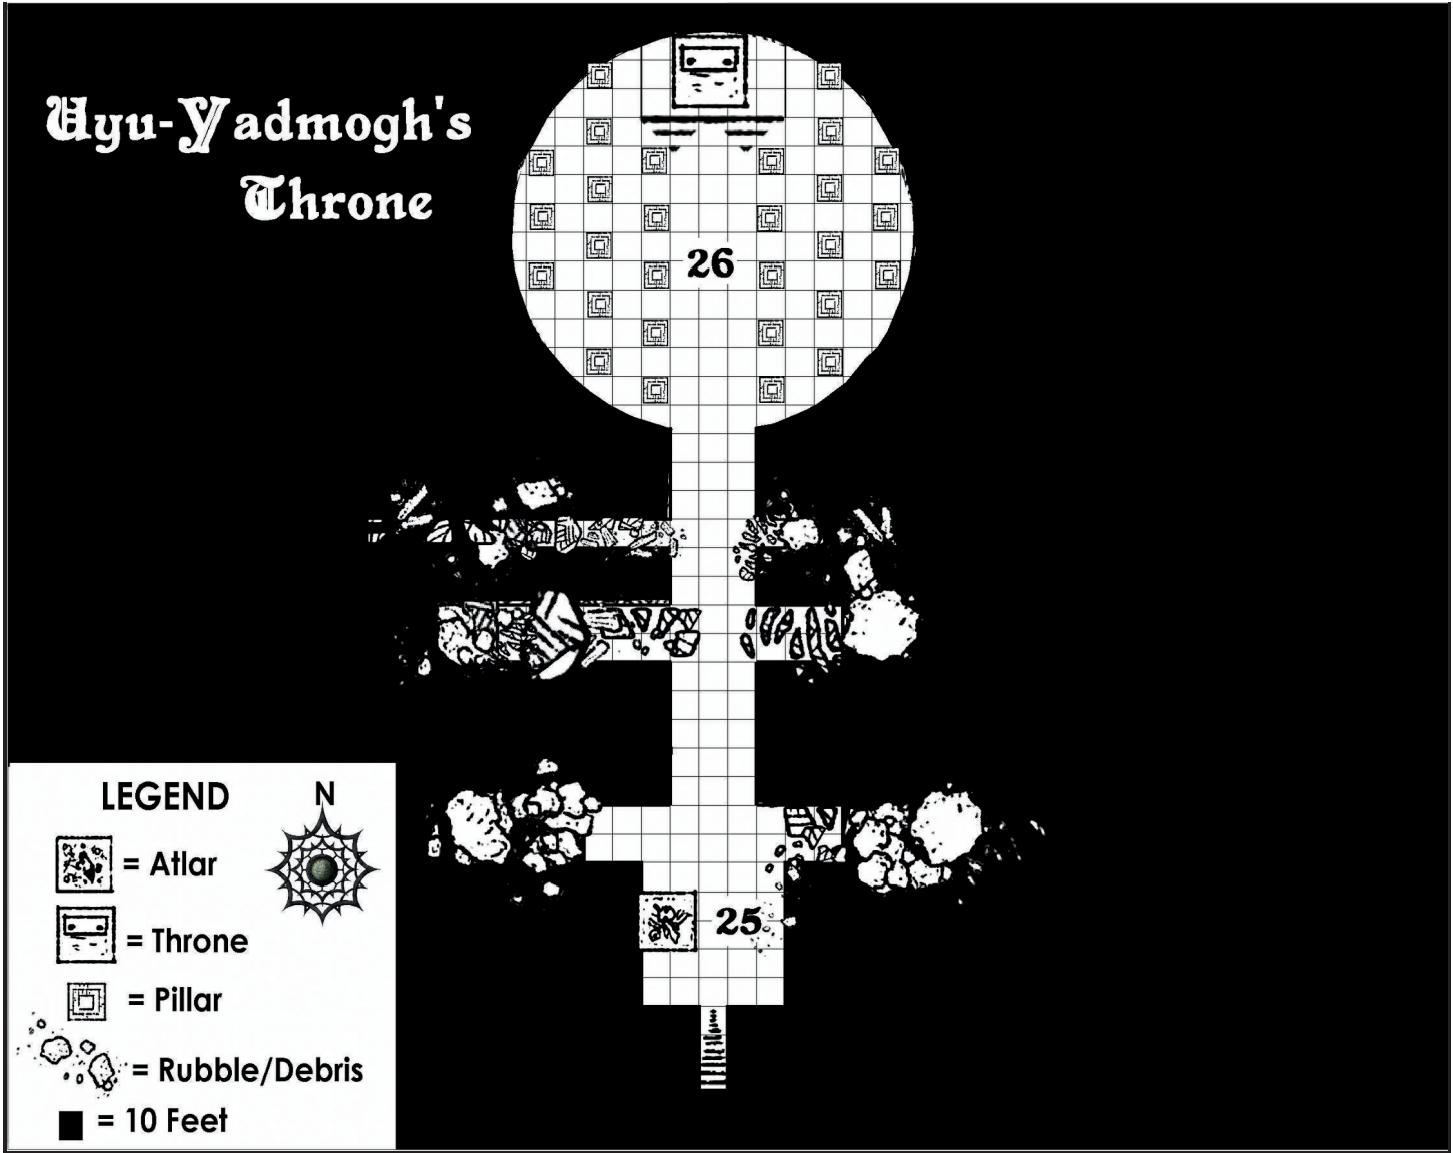 Uyu-Yadmogh's
Throne
26
25
LEGEND
N
= Atlar
= Throne
= Pillar
= Rubble/Debris
= 10 Feet